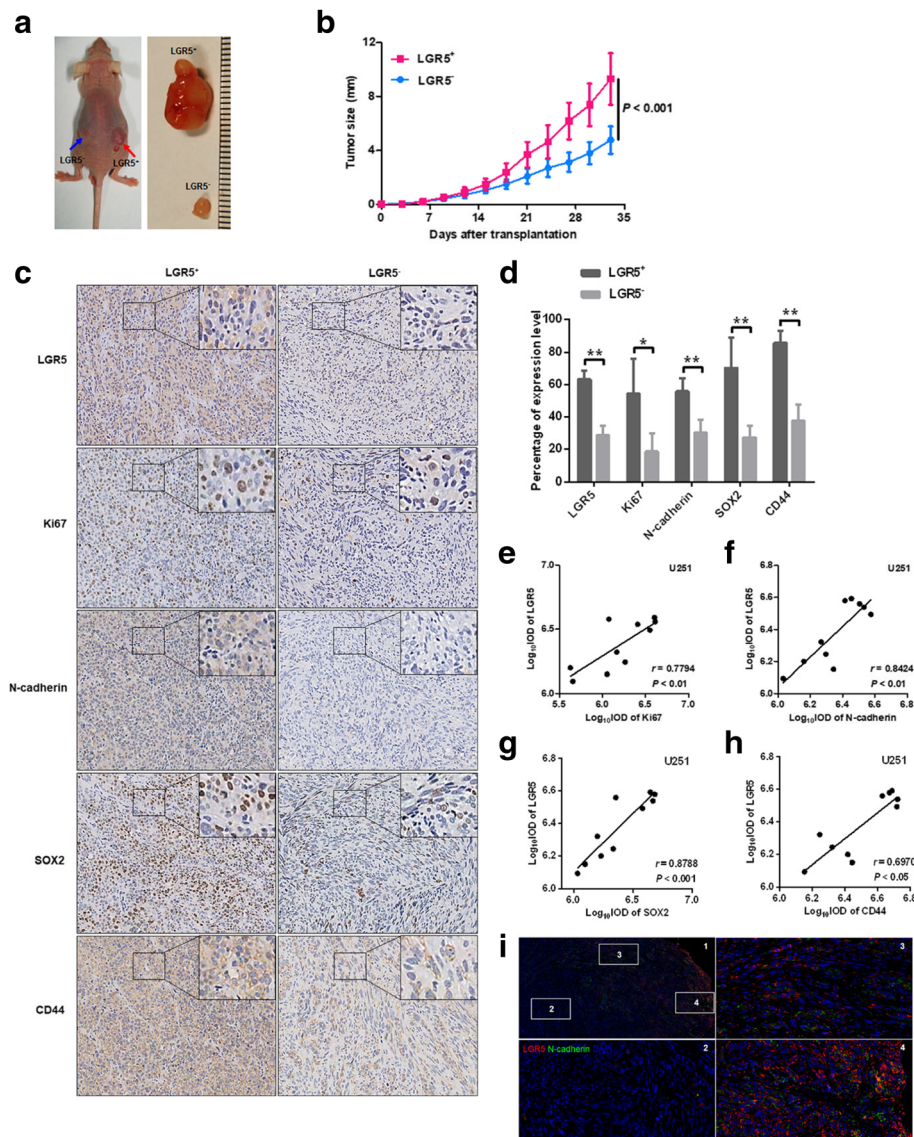 a
LGR5⁺
LGR5⁻
LGR5⁺
LGR5⁻
b
LGR5⁺
LGR5⁻
Tumor size (mm)
12
8
4
0
P < 0.001
0 7 14 21 28 35
Days after transplantation
c
LGR5⁺ LGR5⁻
LGR5
Ki67
N-cadherin
SOX2
CD44
d
LGR5⁺
LGR5⁻
Percentage of expression level
100
80
60
40
20
0
** * ** ** **
LGR5 Ki67 N-cadherin SOX2 CD44
e
U251
Log₁₀IOD of LGR5
7.0
6.5
6.0
r = 0.7794
P < 0.01
5.5 6.0 6.5 7.0
Log₁₀IOD of Ki67
f
U251
Log₁₀IOD of LGR5
6.8
6.6
6.4
6.2
6.0
r = 0.8424
P < 0.01
6.0 6.2 6.4 6.6 6.8
Log₁₀IOD of N-cadherin
g
U251
Log₁₀IOD of LGR5
6.8
6.6
6.4
6.2
6.0
r = 0.8788
P < 0.001
6.0 6.5 7.0
Log₁₀IOD of SOX2
h
U251
Log₁₀IOD of LGR5
6.8
6.6
6.4
6.2
6.0
r = 0.6970
P < 0.05
6.0 6.2 6.4 6.6 6.8
Log₁₀IOD of CD44
i
1
3
2
4
3
LGR5 N-cadherin
2
4